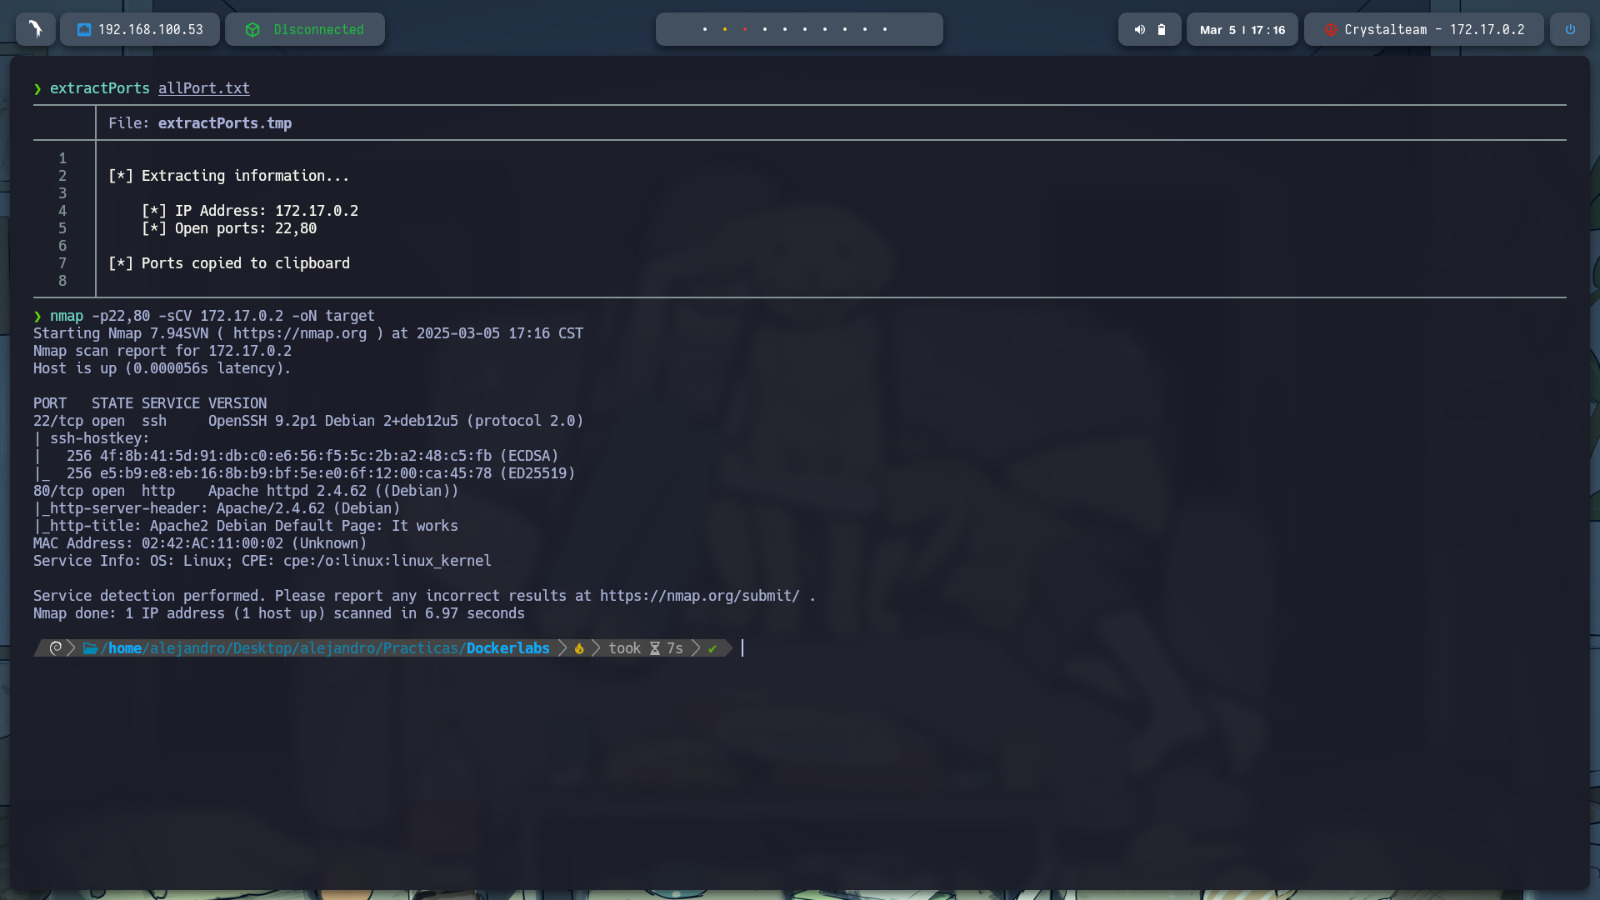 192.168.100.53
Disconnected
Mar 5 | 17:16
Crystalteam - 172.17.0.2
❯ extractPorts allPort.txt
File: extractPorts.tmp
1
2 [*] Extracting information...
3
4 [*] IP Address: 172.17.0.2
5 [*] Open ports: 22,80
6
7 [*] Ports copied to clipboard
8
❯ nmap -p22,80 -sCV 172.17.0.2 -oN target
Starting Nmap 7.94SVN ( https://nmap.org ) at 2025-03-05 17:16 CST
Nmap scan report for 172.17.0.2
Host is up (0.000056s latency).
PORT   STATE SERVICE VERSION
22/tcp open  ssh     OpenSSH 9.2p1 Debian 2+deb12u5 (protocol 2.0)
| ssh-hostkey:
|   256 4f:8b:41:5d:91:db:c0:e6:56:f5:5c:2b:a2:48:c5:fb (ECDSA)
|_  256 e5:b9:e8:eb:16:8b:b9:bf:5e:e0:6f:12:00:ca:45:78 (ED25519)
80/tcp open  http    Apache httpd 2.4.62 ((Debian))
|_http-server-header: Apache/2.4.62 (Debian)
|_http-title: Apache2 Debian Default Page: It works
MAC Address: 02:42:AC:11:00:02 (Unknown)
Service Info: OS: Linux; CPE: cpe:/o:linux:linux_kernel
Service detection performed. Please report any incorrect results at https://nmap.org/submit/ .
Nmap done: 1 IP address (1 host up) scanned in 6.97 seconds
/home/alejandro/Desktop/alejandro/Practicas/Dockerlabs took 7s ✔